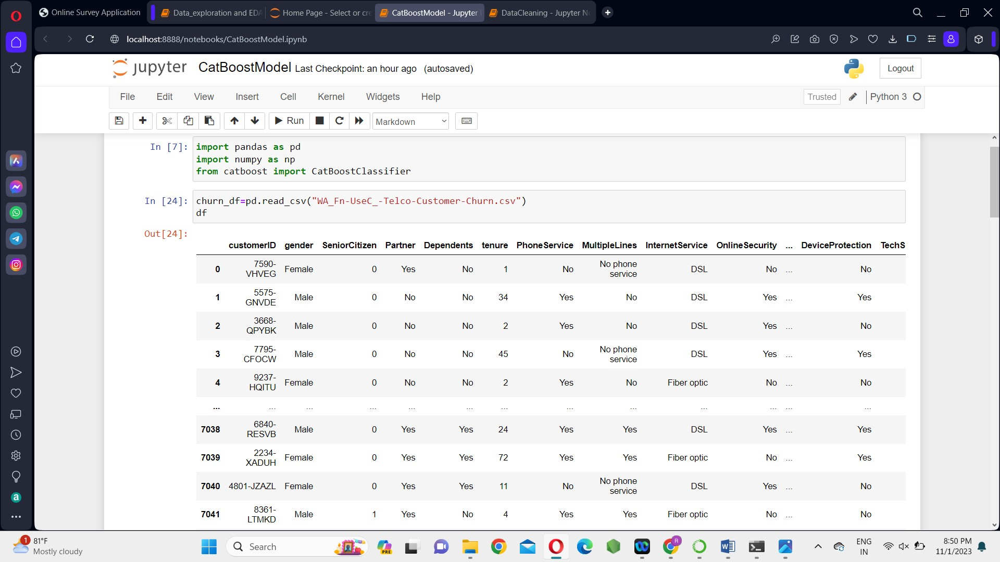 Online Survey Application
Data_exploration and EDA
Home Page - Select or cre
CatBoostModel - Jupyter
DataCleaning - Jupyter No
localhost:8888/notebooks/CatBoostModel.ipynb
jupyter CatBoostModel Last Checkpoint: an hour ago (autosaved)
Logout
File Edit View Insert Cell Kernel Widgets Help
Trusted Python 3
Run Markdown
In [7]: import pandas as pd
import numpy as np
from catboost import CatBoostClassifier
In [24]: churn_df=pd.read_csv("WA_Fn-UseC_-Telco-Customer-Churn.csv")
df
Out[24]:
customerID gender SeniorCitizen Partner Dependents tenure PhoneService MultipleLines InternetService OnlineSecurity ... DeviceProtection TechS
0 7590-VHVEG Female 0 Yes No 1 No No phone service DSL No ... No
1 5575-GNVDE Male 0 No No 34 Yes No DSL Yes ... Yes
2 3668-QPYBK Male 0 No No 2 Yes No DSL Yes ... No
3 7795-CFOCW Male 0 No No 45 No No phone service DSL Yes ... Yes
4 9237-HQITU Female 0 No No 2 Yes No Fiber optic No ... No
... ... ... ... ... ... ... ... ... ... ... ... ...
7038 6840-RESVB Male 0 Yes Yes 24 Yes Yes DSL Yes ... Yes
7039 2234-XADUH Female 0 Yes Yes 72 Yes Yes Fiber optic No ... Yes
7040 4801-JZAZL Female 0 Yes Yes 11 No No phone service DSL Yes ... No
7041 8361-LTMKD Male 1 Yes No 4 Yes Yes Fiber optic No ... No
1
81°F
Mostly cloudy
Search
PRE
R
ENG
IN
8:50 PM
11/1/2023